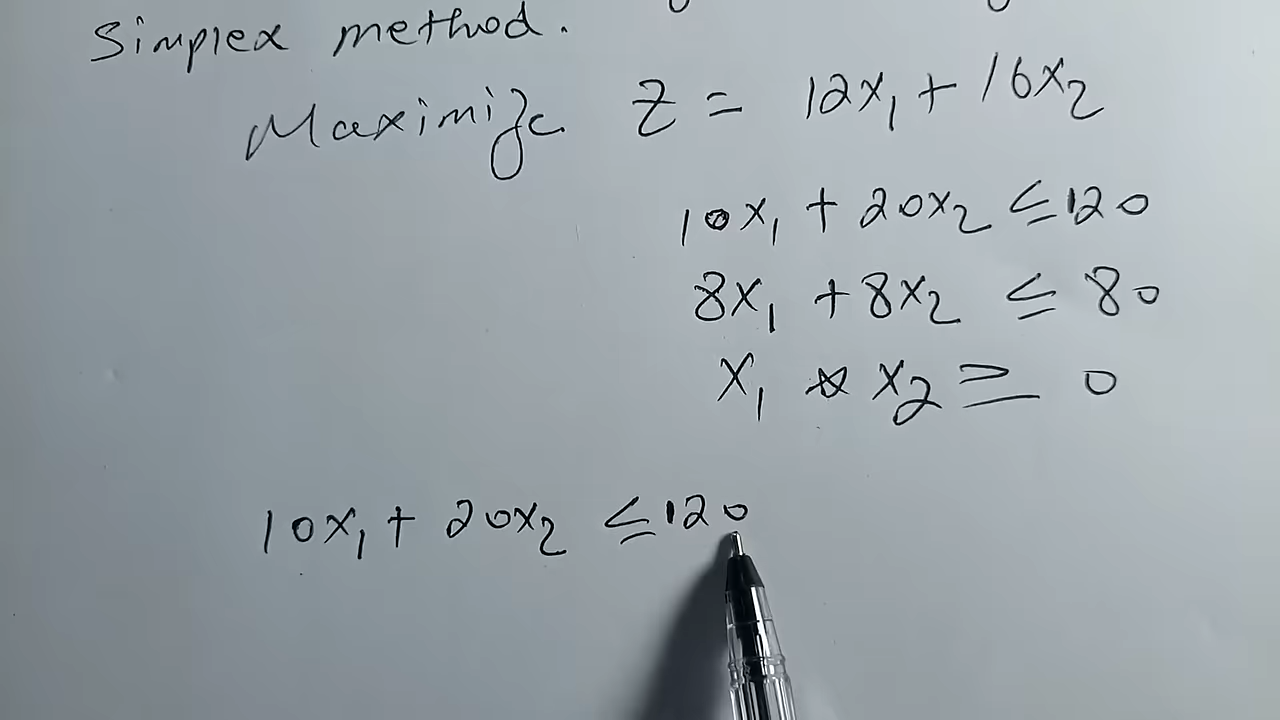 Simplex method.
Maximize Z = 12x₁ + 16x₂
10x₁ + 20x₂ ≤ 120
8x₁ + 8x₂ ≤ 80
x₁ & x₂ ≥ 0
10x₁ + 20x₂ ≤ 120